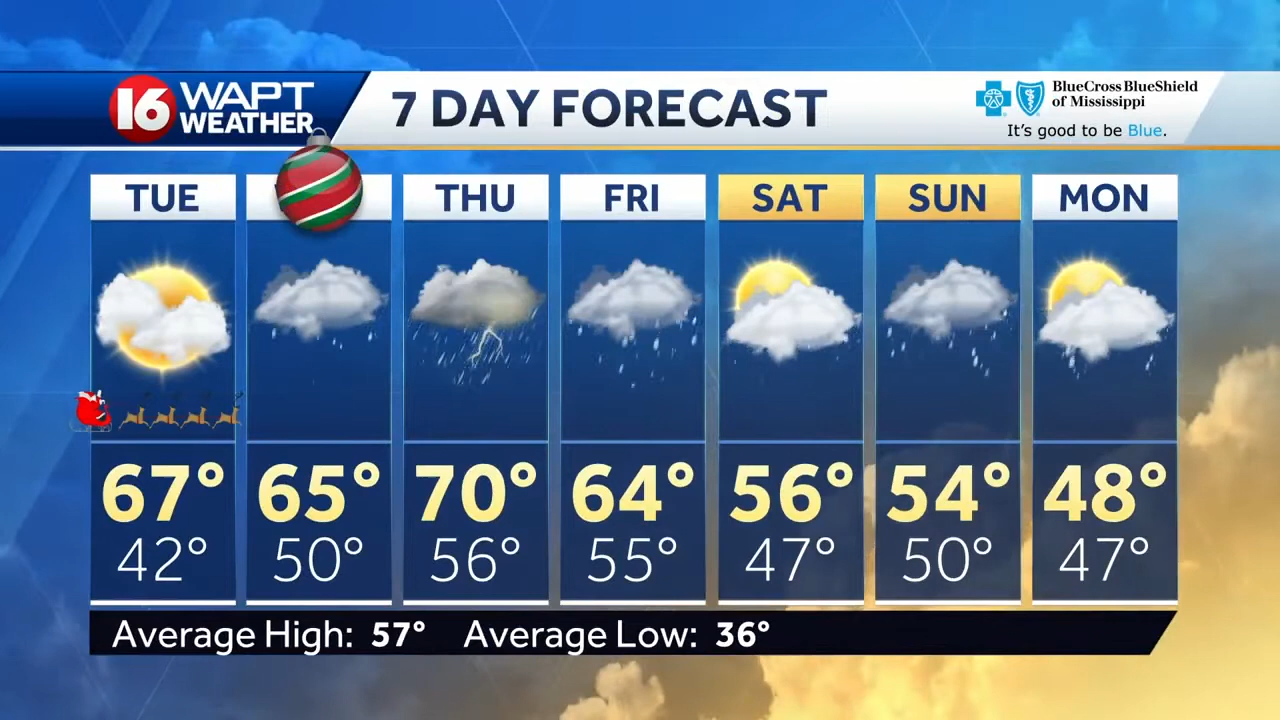 16 WAPT WEATHER
7 DAY FORECAST
BlueCross BlueShield
of Mississippi
It's good to be Blue.
TUE THU FRI SAT SUN MON
67° 65° 70° 64° 56° 54° 48°
42° 50° 56° 55° 47° 50° 47°
Average High: 57° Average Low: 36°